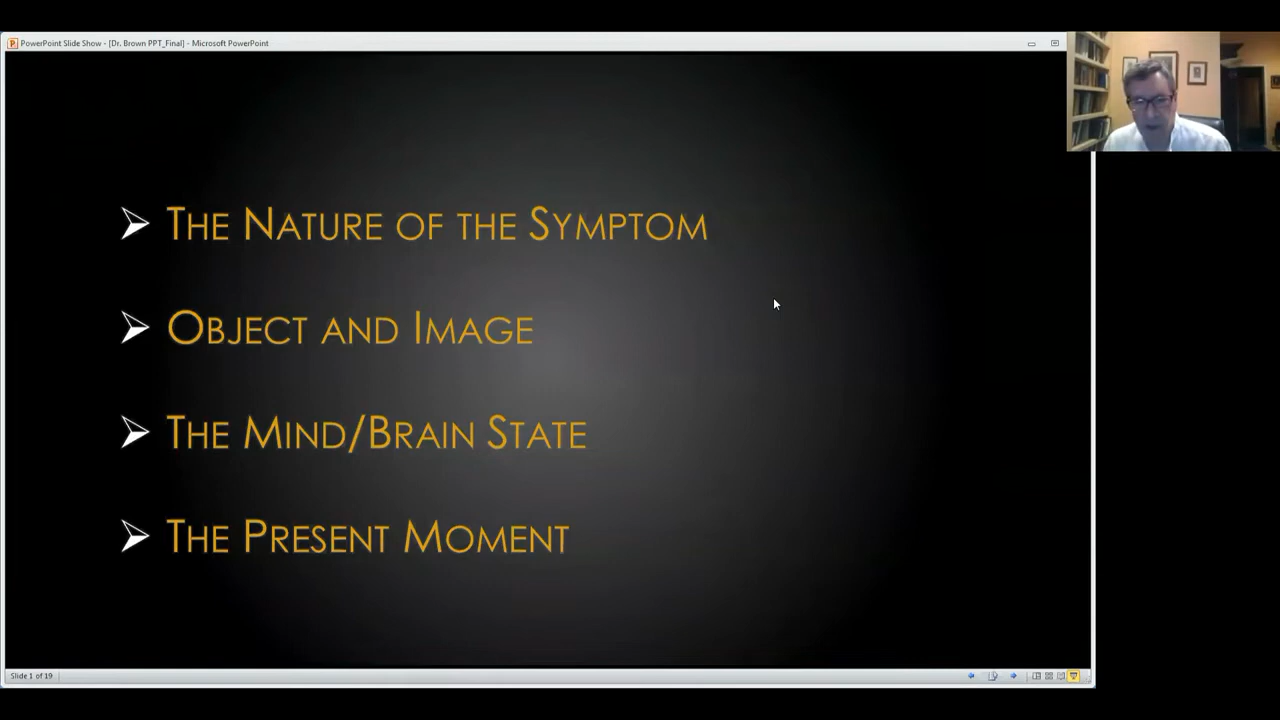 PowerPoint Slide Show - [Dr. Brown PPT_Final] - Microsoft PowerPoint
The Nature of the Symptom
Object and Image
The Mind/Brain State
The Present Moment
Slide 1 of 19